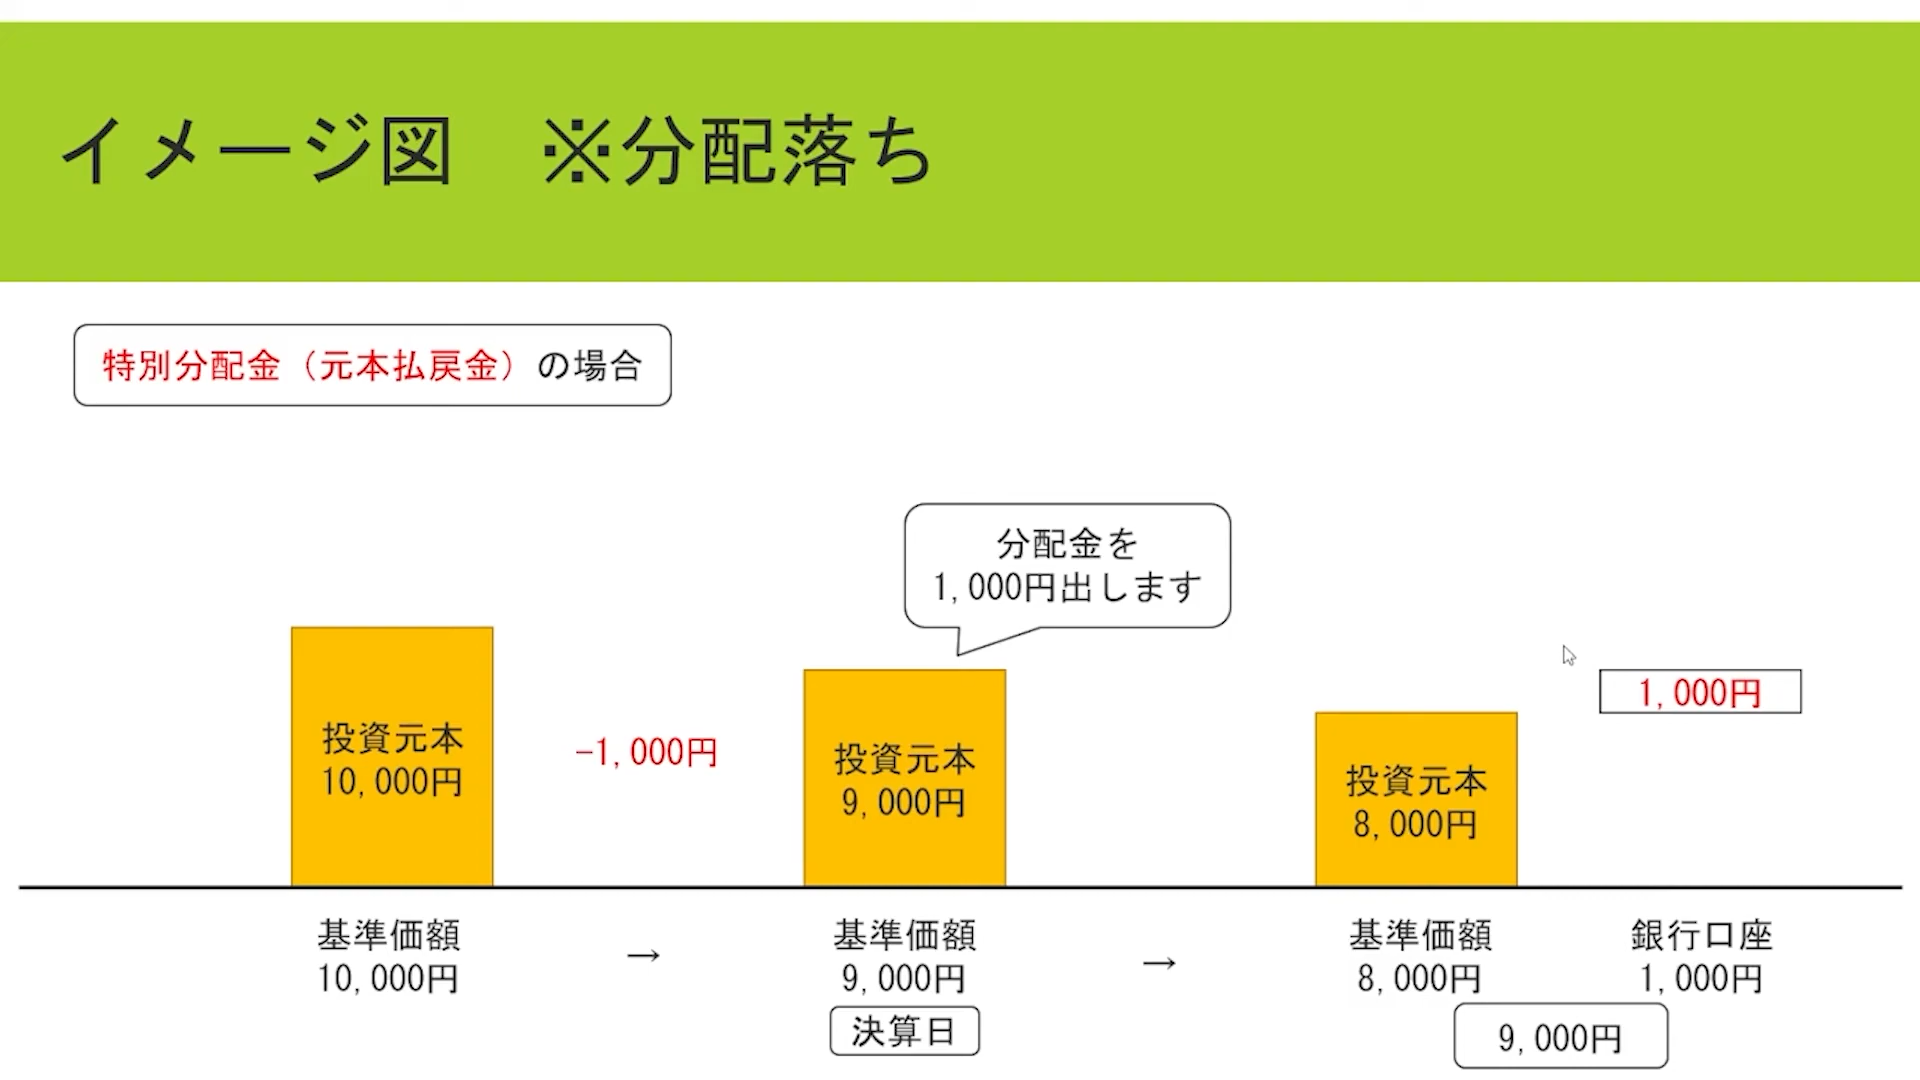 イメージ図　※分配落ち
特別分配金（元本払戻金）の場合
分配金を
1,000円出します
投資元本
10,000円
-1,000円
投資元本
9,000円
投資元本
8,000円
1,000円
基準価額
10,000円
→
基準価額
9,000円
決算日
→
基準価額
8,000円
銀行口座
1,000円
9,000円